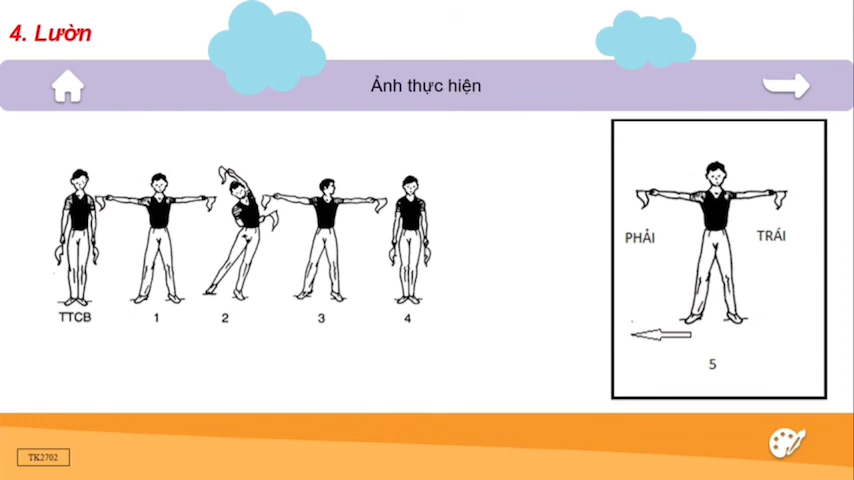 4. Lườn
Ảnh thực hiện
TTCB
1
2
3
4
PHẢI
TRÁI
5
TK2702